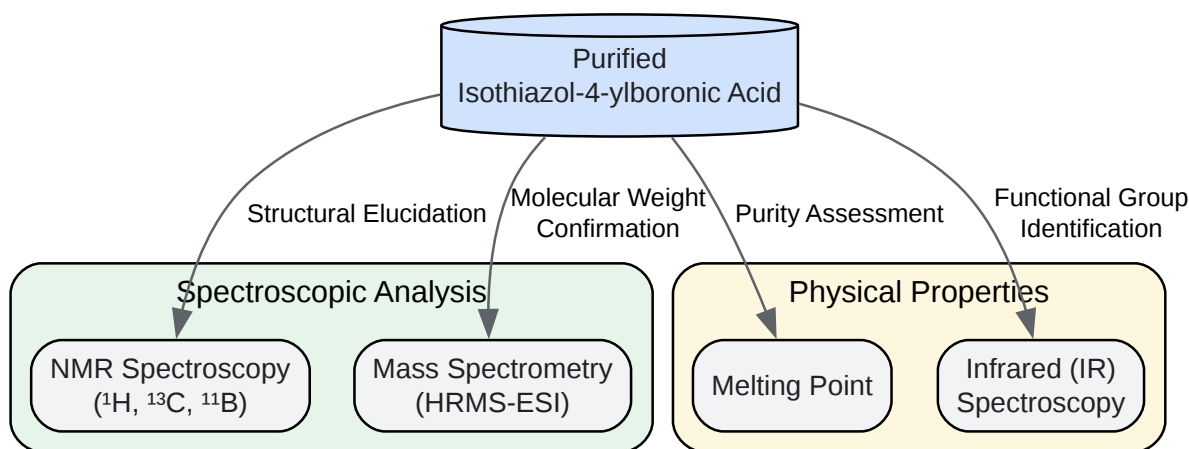 Purified
Isothiazol-4-ylboronic Acid
Structural Elucidation
Molecular Weight
Confirmation
Purity Assessment
Functional Group
Identification
Spectroscopic Analysis
Physical Properties
NMR Spectroscopy
(¹H, ¹³C, ¹¹B)
Mass Spectrometry
(HRMS-ESI)
Melting Point
Infrared (IR)
Spectroscopy